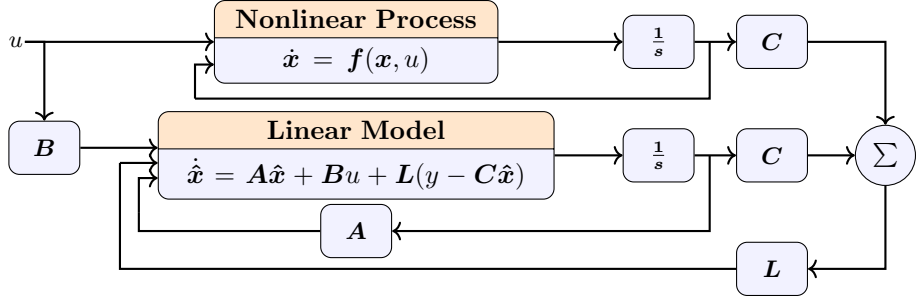 Nonlinear Process
u
ẋ = f(x, u)
1/s
C
B
Linear Model
x̂̇ = Ax̂ + Bu + L(y − Cx̂)
1/s
C
∑
A
L